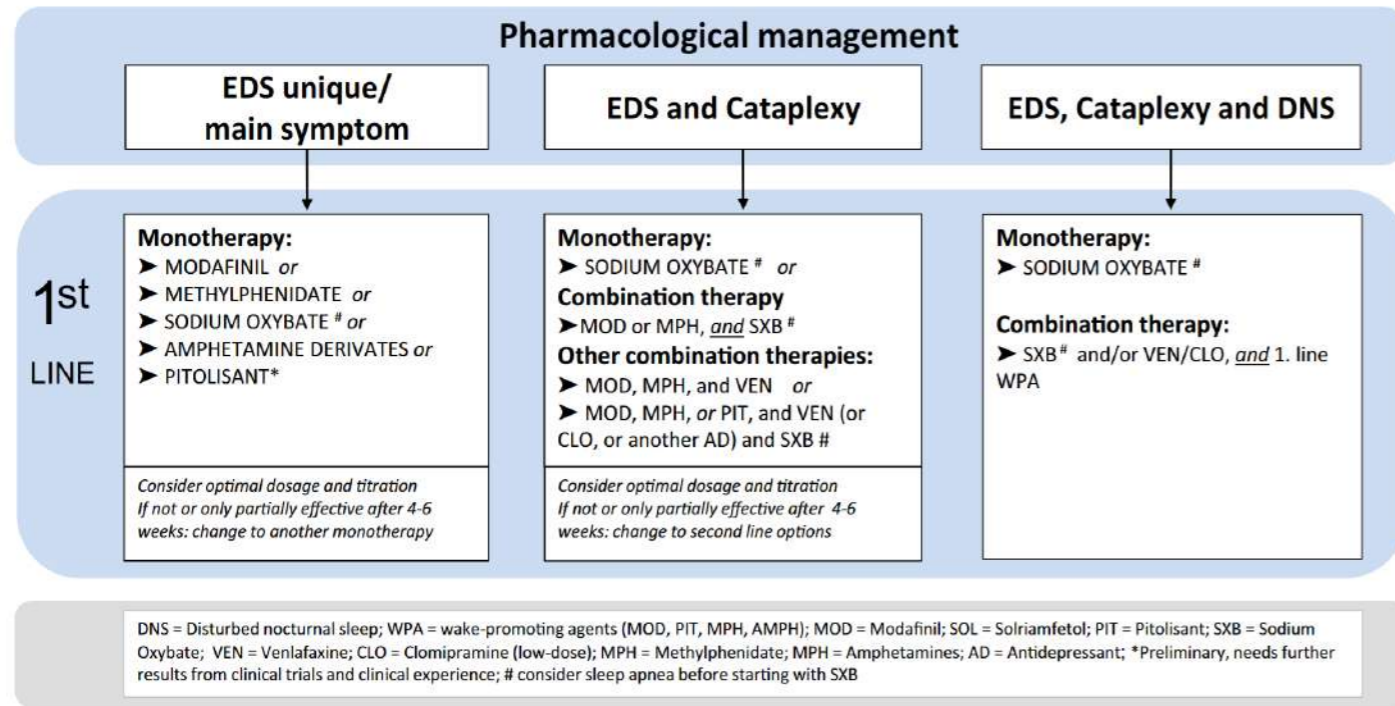 Pharmacological management
EDS unique/
main symptom
EDS and Cataplexy
EDS, Cataplexy and DNS
1st
LINE
Monotherapy:
➤ MODAFINIL or
➤ METHYLPHENIDATE or
➤ SODIUM OXYBATE # or
➤ AMPHETAMINE DERIVATES or
➤ PITOLISANT*
Consider optimal dosage and titration
If not or only partially effective after 4-6
weeks: change to another monotherapy
Monotherapy:
➤ SODIUM OXYBATE # or
Combination therapy
➤MOD or MPH, and SXB #
Other combination therapies:
➤ MOD, MPH, and VEN or
➤ MOD, MPH, or PIT, and VEN (or
CLO, or another AD) and SXB #
Consider optimal dosage and titration
If not or only partially effective after 4-6
weeks: change to second line options
Monotherapy:
➤ SODIUM OXYBATE #
Combination therapy:
➤ SXB # and/or VEN/CLO, and 1. line
WPA
DNS = Disturbed nocturnal sleep; WPA = wake-promoting agents (MOD, PIT, MPH, AMPH); MOD = Modafinil; SOL = Solriamfetol; PIT = Pitolisant; SXB = Sodium
Oxybate; VEN = Venlafaxine; CLO = Clomipramine (low-dose); MPH = Methylphenidate; MPH = Amphetamines; AD = Antidepressant; *Preliminary, needs further
results from clinical trials and clinical experience; # consider sleep apnea before starting with SXB